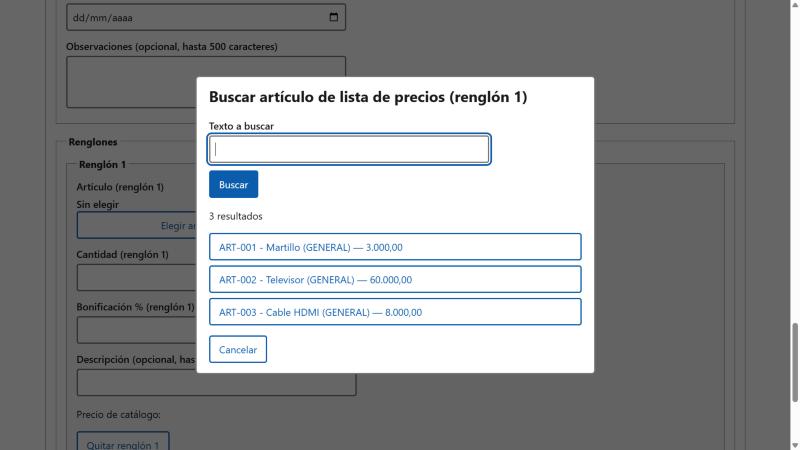 dd/mm/aaaa
Observaciones (opcional, hasta 500 caracteres)
Buscar artículo de lista de precios (renglón 1)
Texto a buscar
Buscar
3 resultados
ART-001 - Martillo (GENERAL) — 3.000,00
ART-002 - Televisor (GENERAL) — 60.000,00
ART-003 - Cable HDMI (GENERAL) — 8.000,00
Cancelar
Renglones
Renglón 1
Artículo (renglón 1)
Sin elegir
Elegir
Cantidad (renglón 1)
Bonificación % (renglón 1)
Descripción (opcional,
Precio de catálogo:
Quitar renglón 1